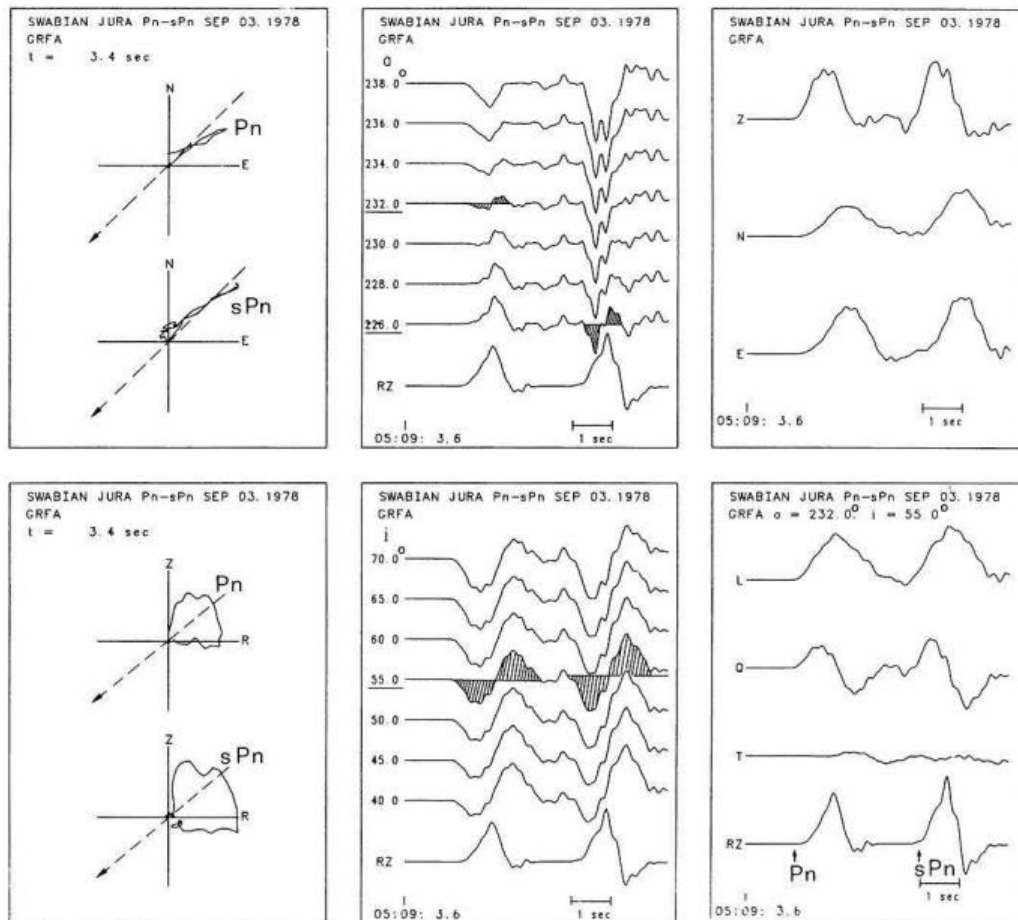 SWABIAN JURA Pn-sPn SEP 03.1978
GRFA
t = 3.4 sec
N
Pn
E
N
sPn
E
SWABIAN JURA Pn-sPn SEP 03.1978
GRFA
a
o
238.0
236.0
234.0
232.0
230.0
228.0
226.0
RZ
05:09: 3.6
1 sec
SWABIAN JURA Pn-sPn SEP 03.1978
GRFA
Z
N
E
1 sec
05:09: 3.6
SWABIAN JURA Pn-sPn SEP 03.1978
GRFA
t = 3.4 sec
Z
Pn
R
Z
sPn
R
SWABIAN JURA Pn-sPn SEP 03.1978
GRFA
i
o
70.0
65.0
60.0
55.0
50.0
45.0
40.0
RZ
05:09: 3.6
1 sec
SWABIAN JURA Pn-sPn SEP 03.1978
GRFA a = 232.0° i = 55.0°
L
Q
T
RZ
Pn
sPn
1 sec
05:09: 3.6